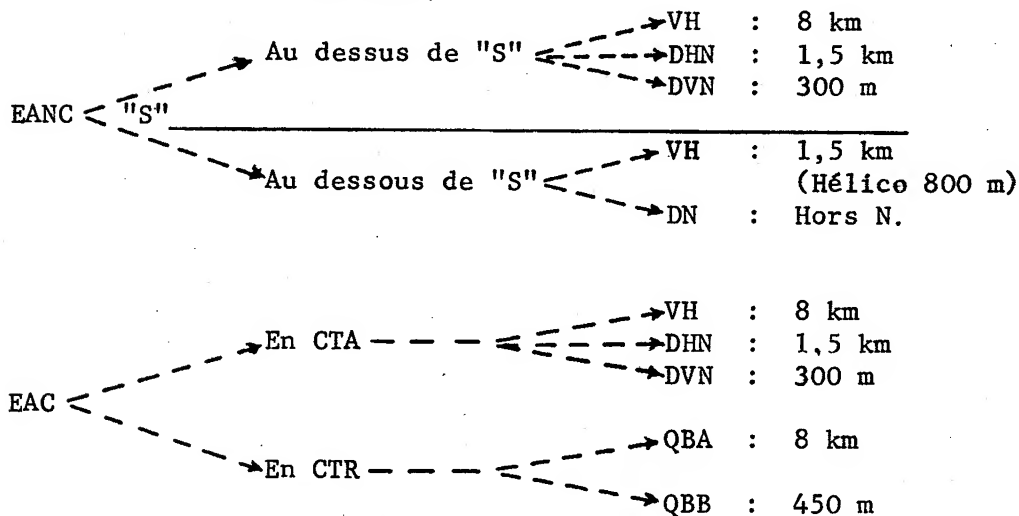 Au dessus de "S"
VH : 8 km
DHN : 1,5 km
DVN : 300 m
EANC "S"
Au dessous de "S"
VH : 1,5 km
(Hélico 800 m)
DN : Hors N.
En CTA
VH : 8 km
DHN : 1,5 km
DVN : 300 m
EAC
En CTR
QBA : 8 km
QBB : 450 m